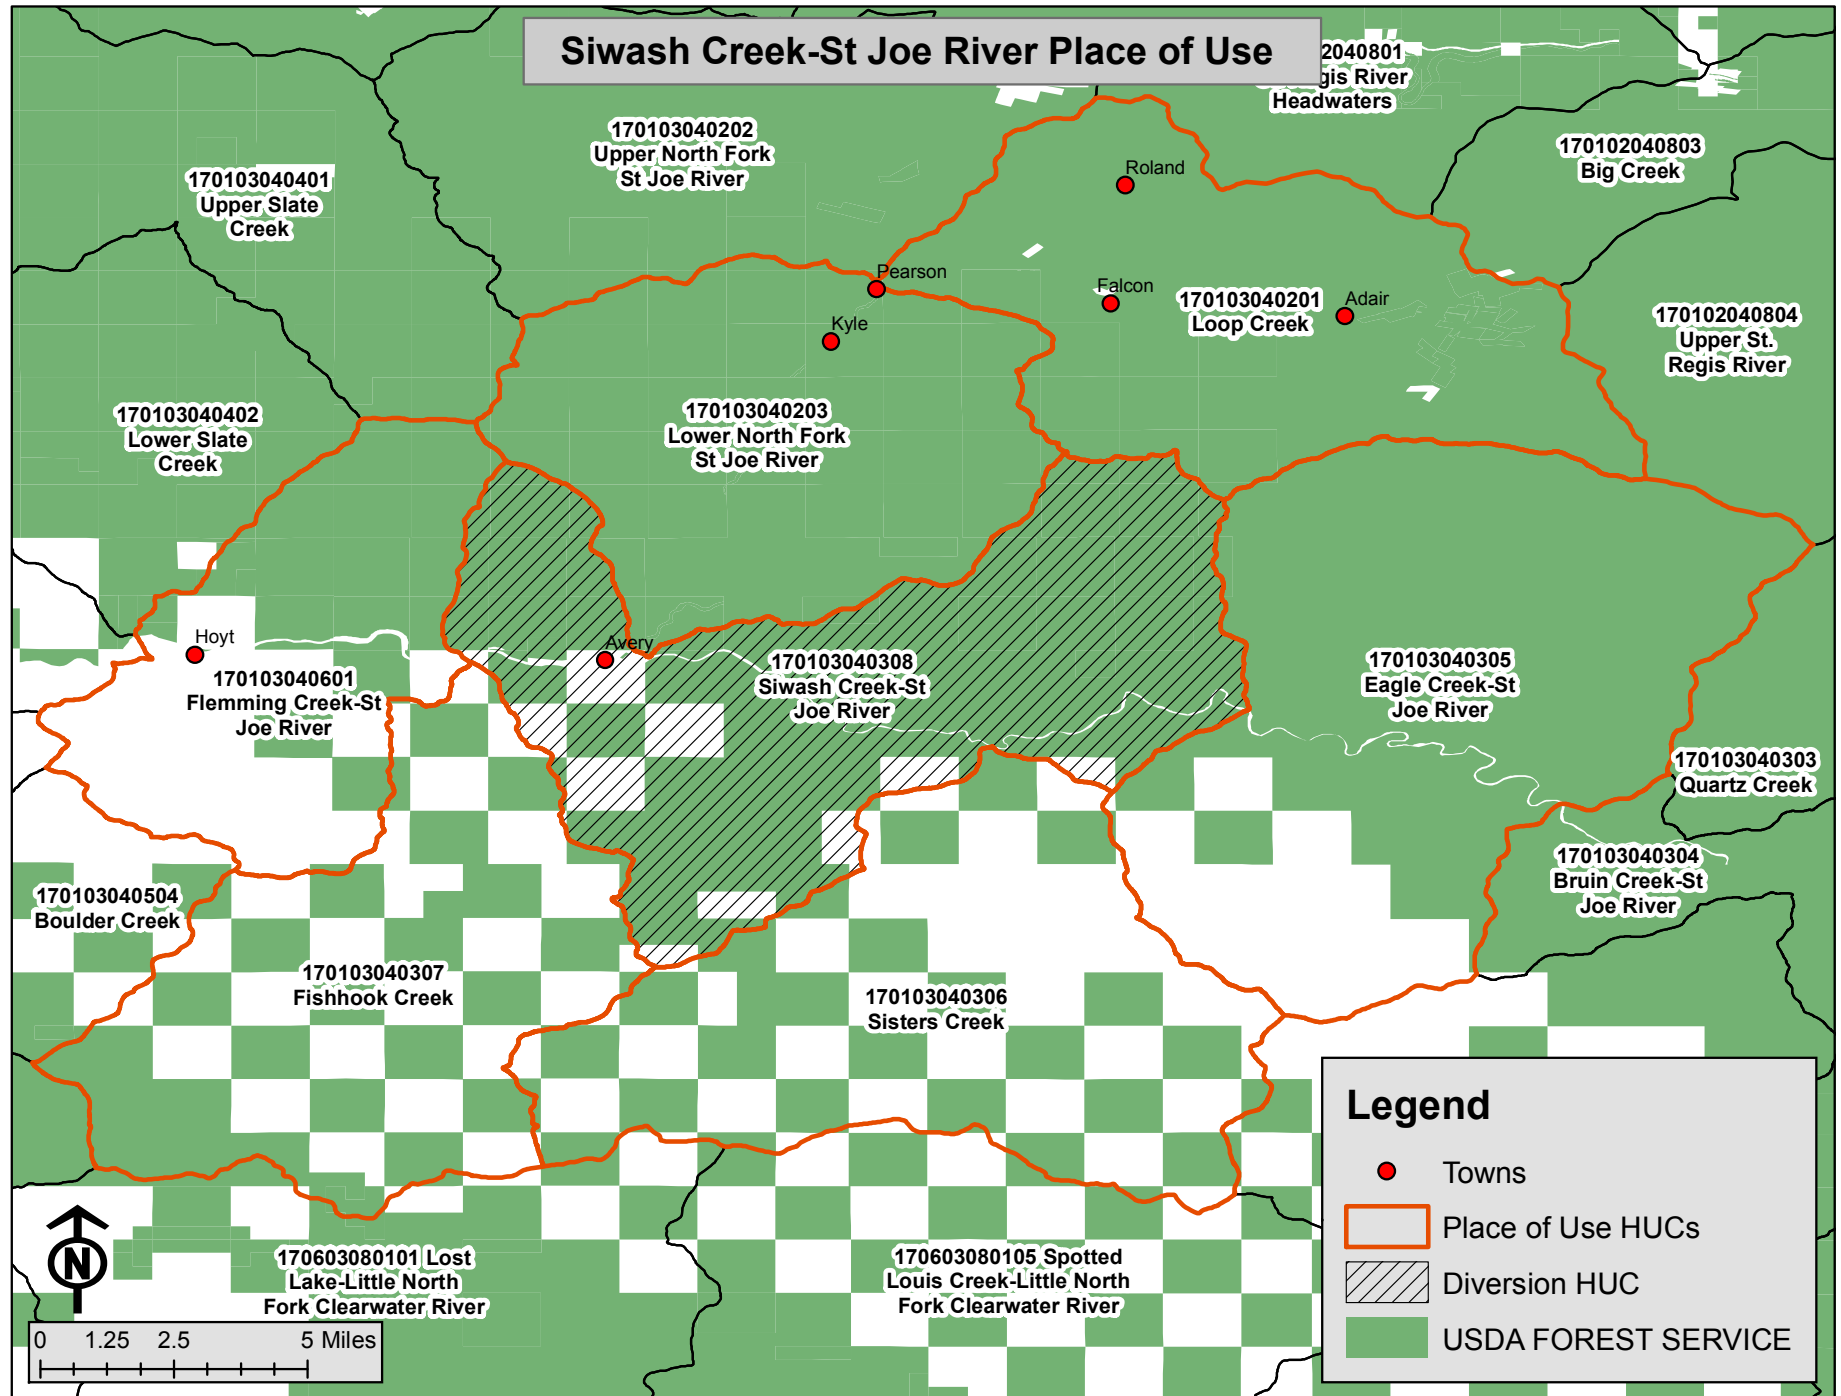 Siwash Creek-St Joe River Place of Use
2040801
gis River
Headwaters
170103040202
Upper North Fork
St Joe River
170102040803
Big Creek
170103040401
Upper Slate
Creek
Roland
Pearson
Falcon
170103040201
Loop Creek
Adair
Kyle
170102040804
Upper St.
Regis River
170103040402
Lower Slate
Creek
170103040203
Lower North Fork
St Joe River
Hoyt
Avery
170103040601
Flemming Creek-St
Joe River
170103040308
Siwash Creek-St
Joe River
170103040305
Eagle Creek-St
Joe River
170103040303
Quartz Creek
170103040304
Bruin Creek-St
Joe River
170103040504
Boulder Creek
170103040307
Fishhook Creek
170103040306
Sisters Creek
170603080101 Lost
Lake-Little North
Fork Clearwater River
170603080105 Spotted
Louis Creek-Little North
Fork Clearwater River
Legend
Towns
Place of Use HUCs
Diversion HUC
USDA FOREST SERVICE
N
0 1.25 2.5 5 Miles